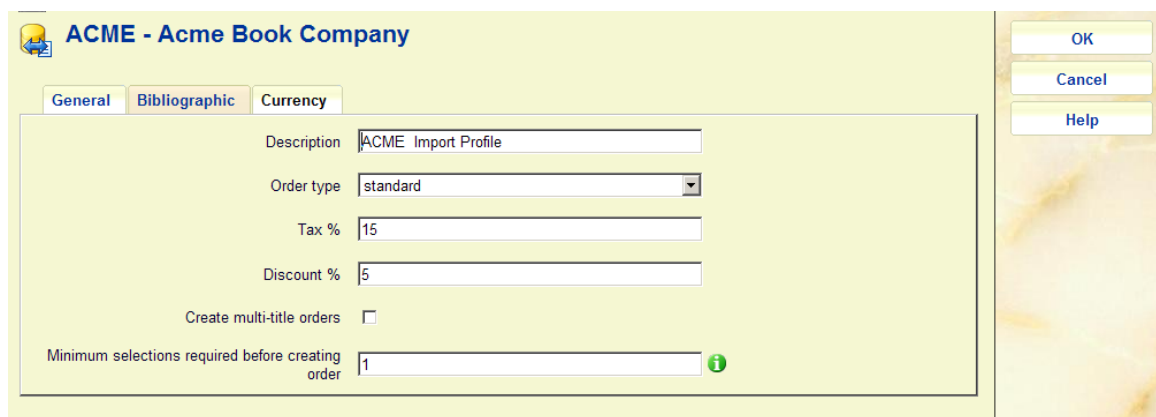 ACME - Acme Book Company
OK
Cancel
Help
General Bibliographic Currency
Description ACME  Import Profile
Order type standard
Tax % 15
Discount % 5
Create multi-title orders
Minimum selections required before creating
order 1